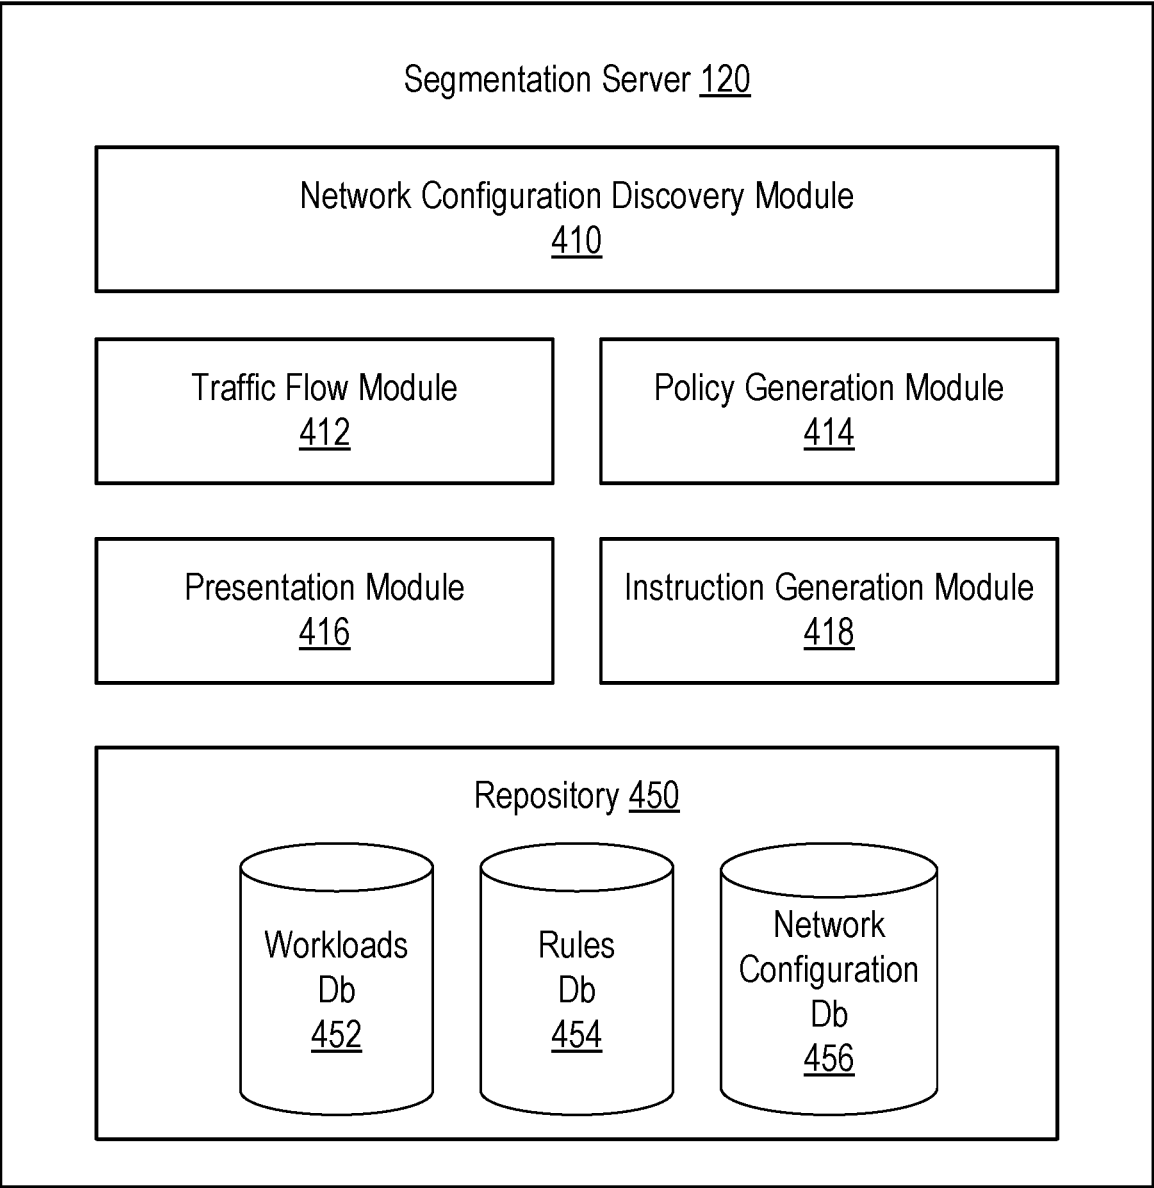 Segmentation Server 120
Network Configuration Discovery Module
410
Traffic Flow Module
412
Policy Generation Module
414
Presentation Module
416
Instruction Generation Module
418
Repository 450
Workloads
Db
452
Rules
Db
454
Network
Configuration
Db
456